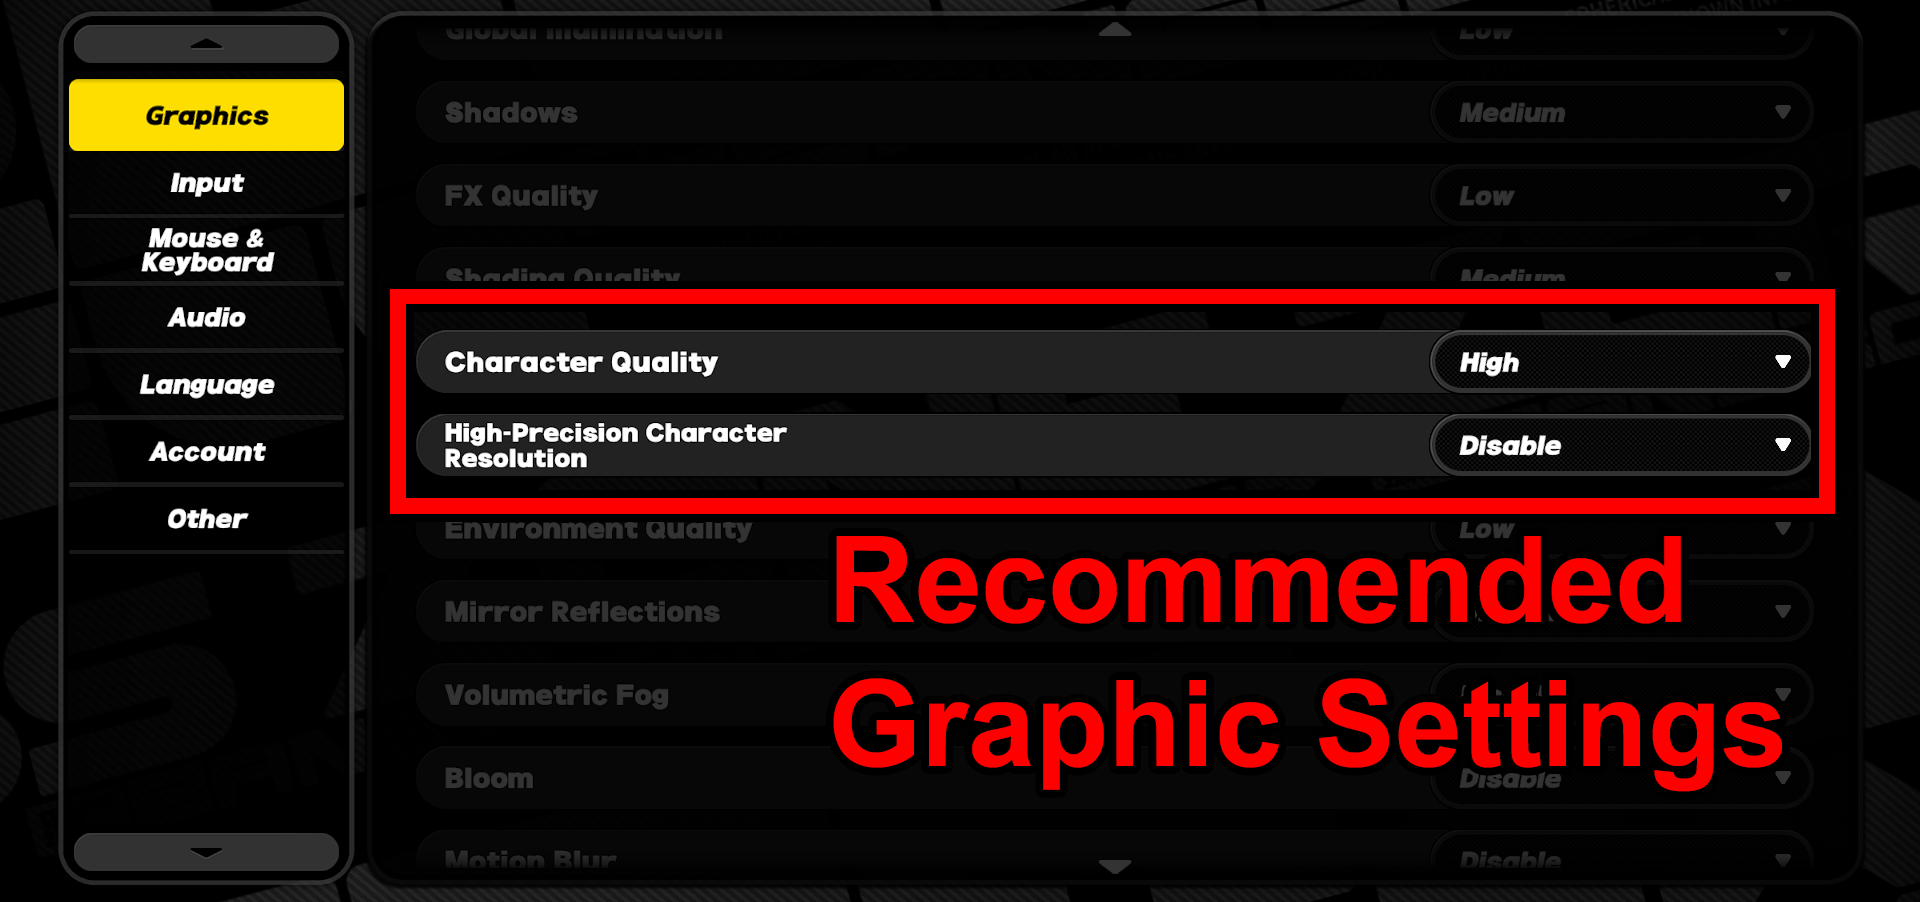 Graphics
Input
Mouse &
Keyboard
Audio
Language
Account
Other
Global Illumination
Low
Shadows
Medium
FX Quality
Low
Shading Quality
Medium
Character Quality
High
High-Precision Character
Resolution
Disable
Environment Quality
Low
Recommended
Mirror Reflections
Volumetric Fog
Graphic Settings
Bloom
Disable
Motion Blur
Disable